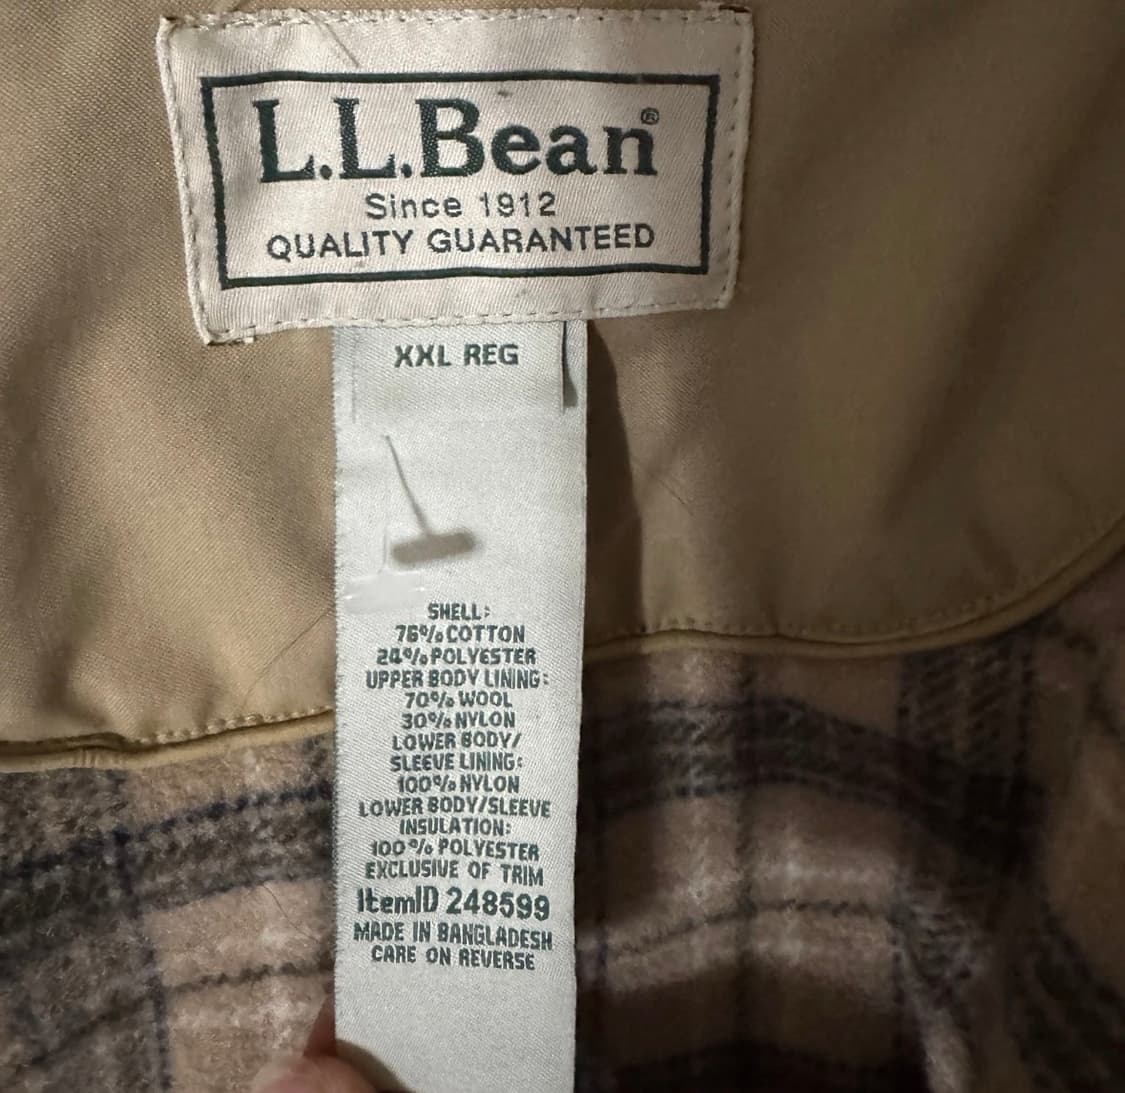 L.L.Bean®
Since 1912
QUALITY GUARANTEED
XXL REG
SHELL:
76% COTTON
24% POLYESTER
UPPER BODY LINING:
70% WOOL
30% NYLON
LOWER BODY/
SLEEVE LINING:
100% NYLON
LOWER BODY/SLEEVE
INSULATION:
100% POLYESTER
EXCLUSIVE OF TRIM
ItemID 248599
MADE IN BANGLADESH
CARE ON REVERSE